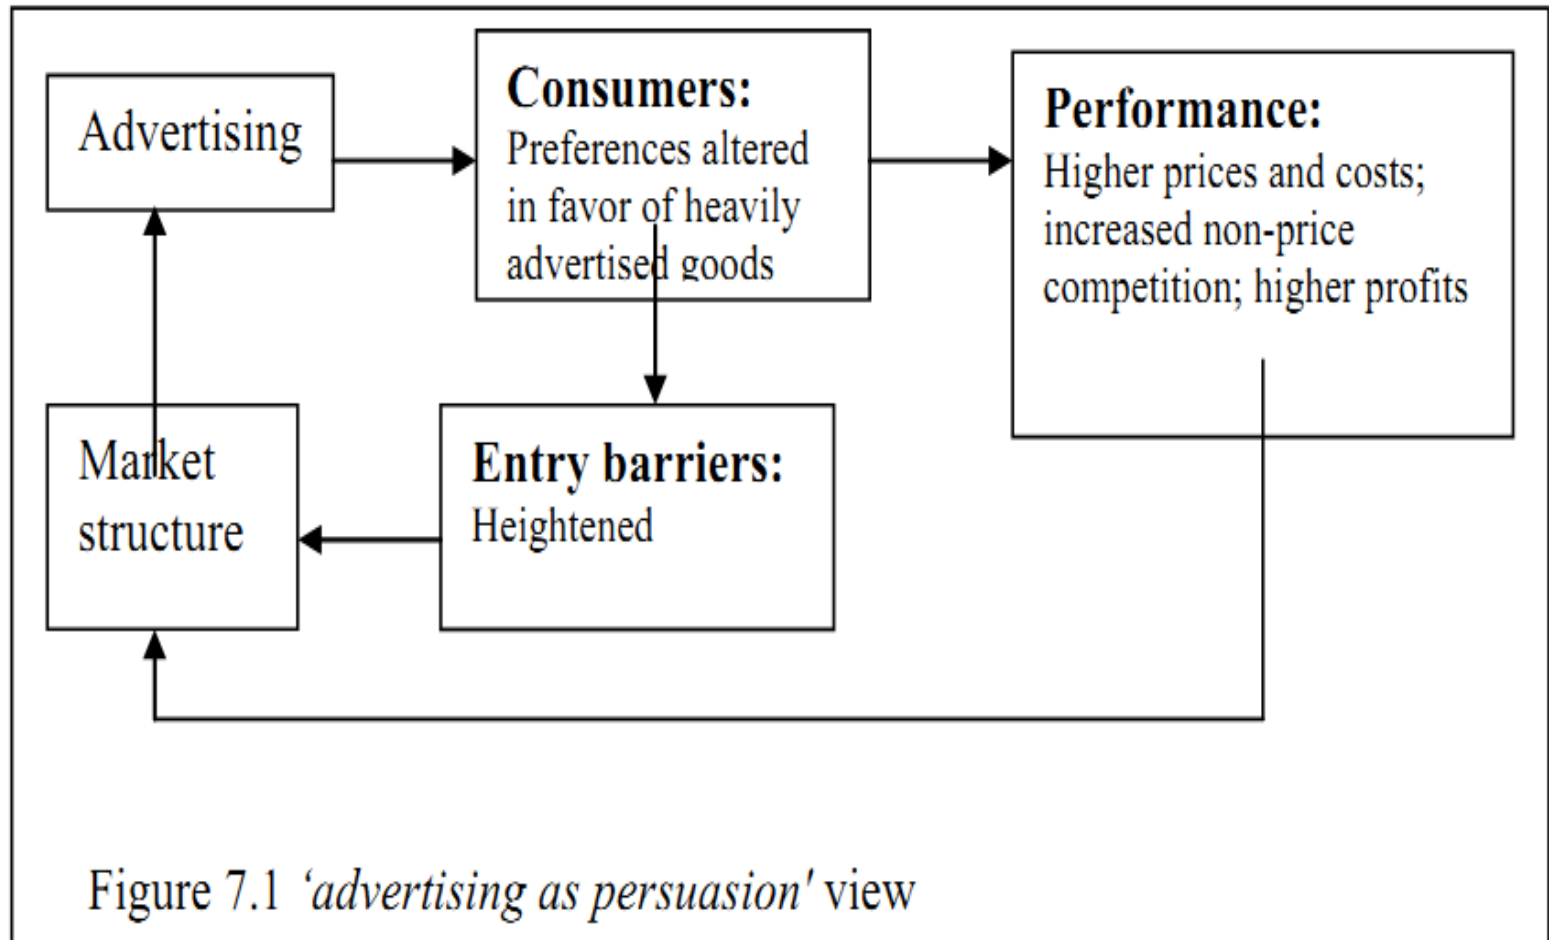 Advertising
Consumers:
Preferences altered
in favor of heavily
advertised goods
Performance:
Higher prices and costs;
increased non-price
competition; higher profits
Market
structure
Entry barriers:
Heightened
Figure 7.1 ‘advertising as persuasion' view